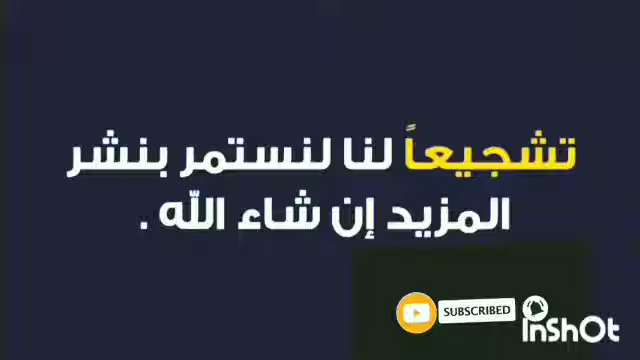 تشجيعاً لنا لنستمر بنشر
المزيد إن شاء الله .
SUBSCRIBED
InShOt